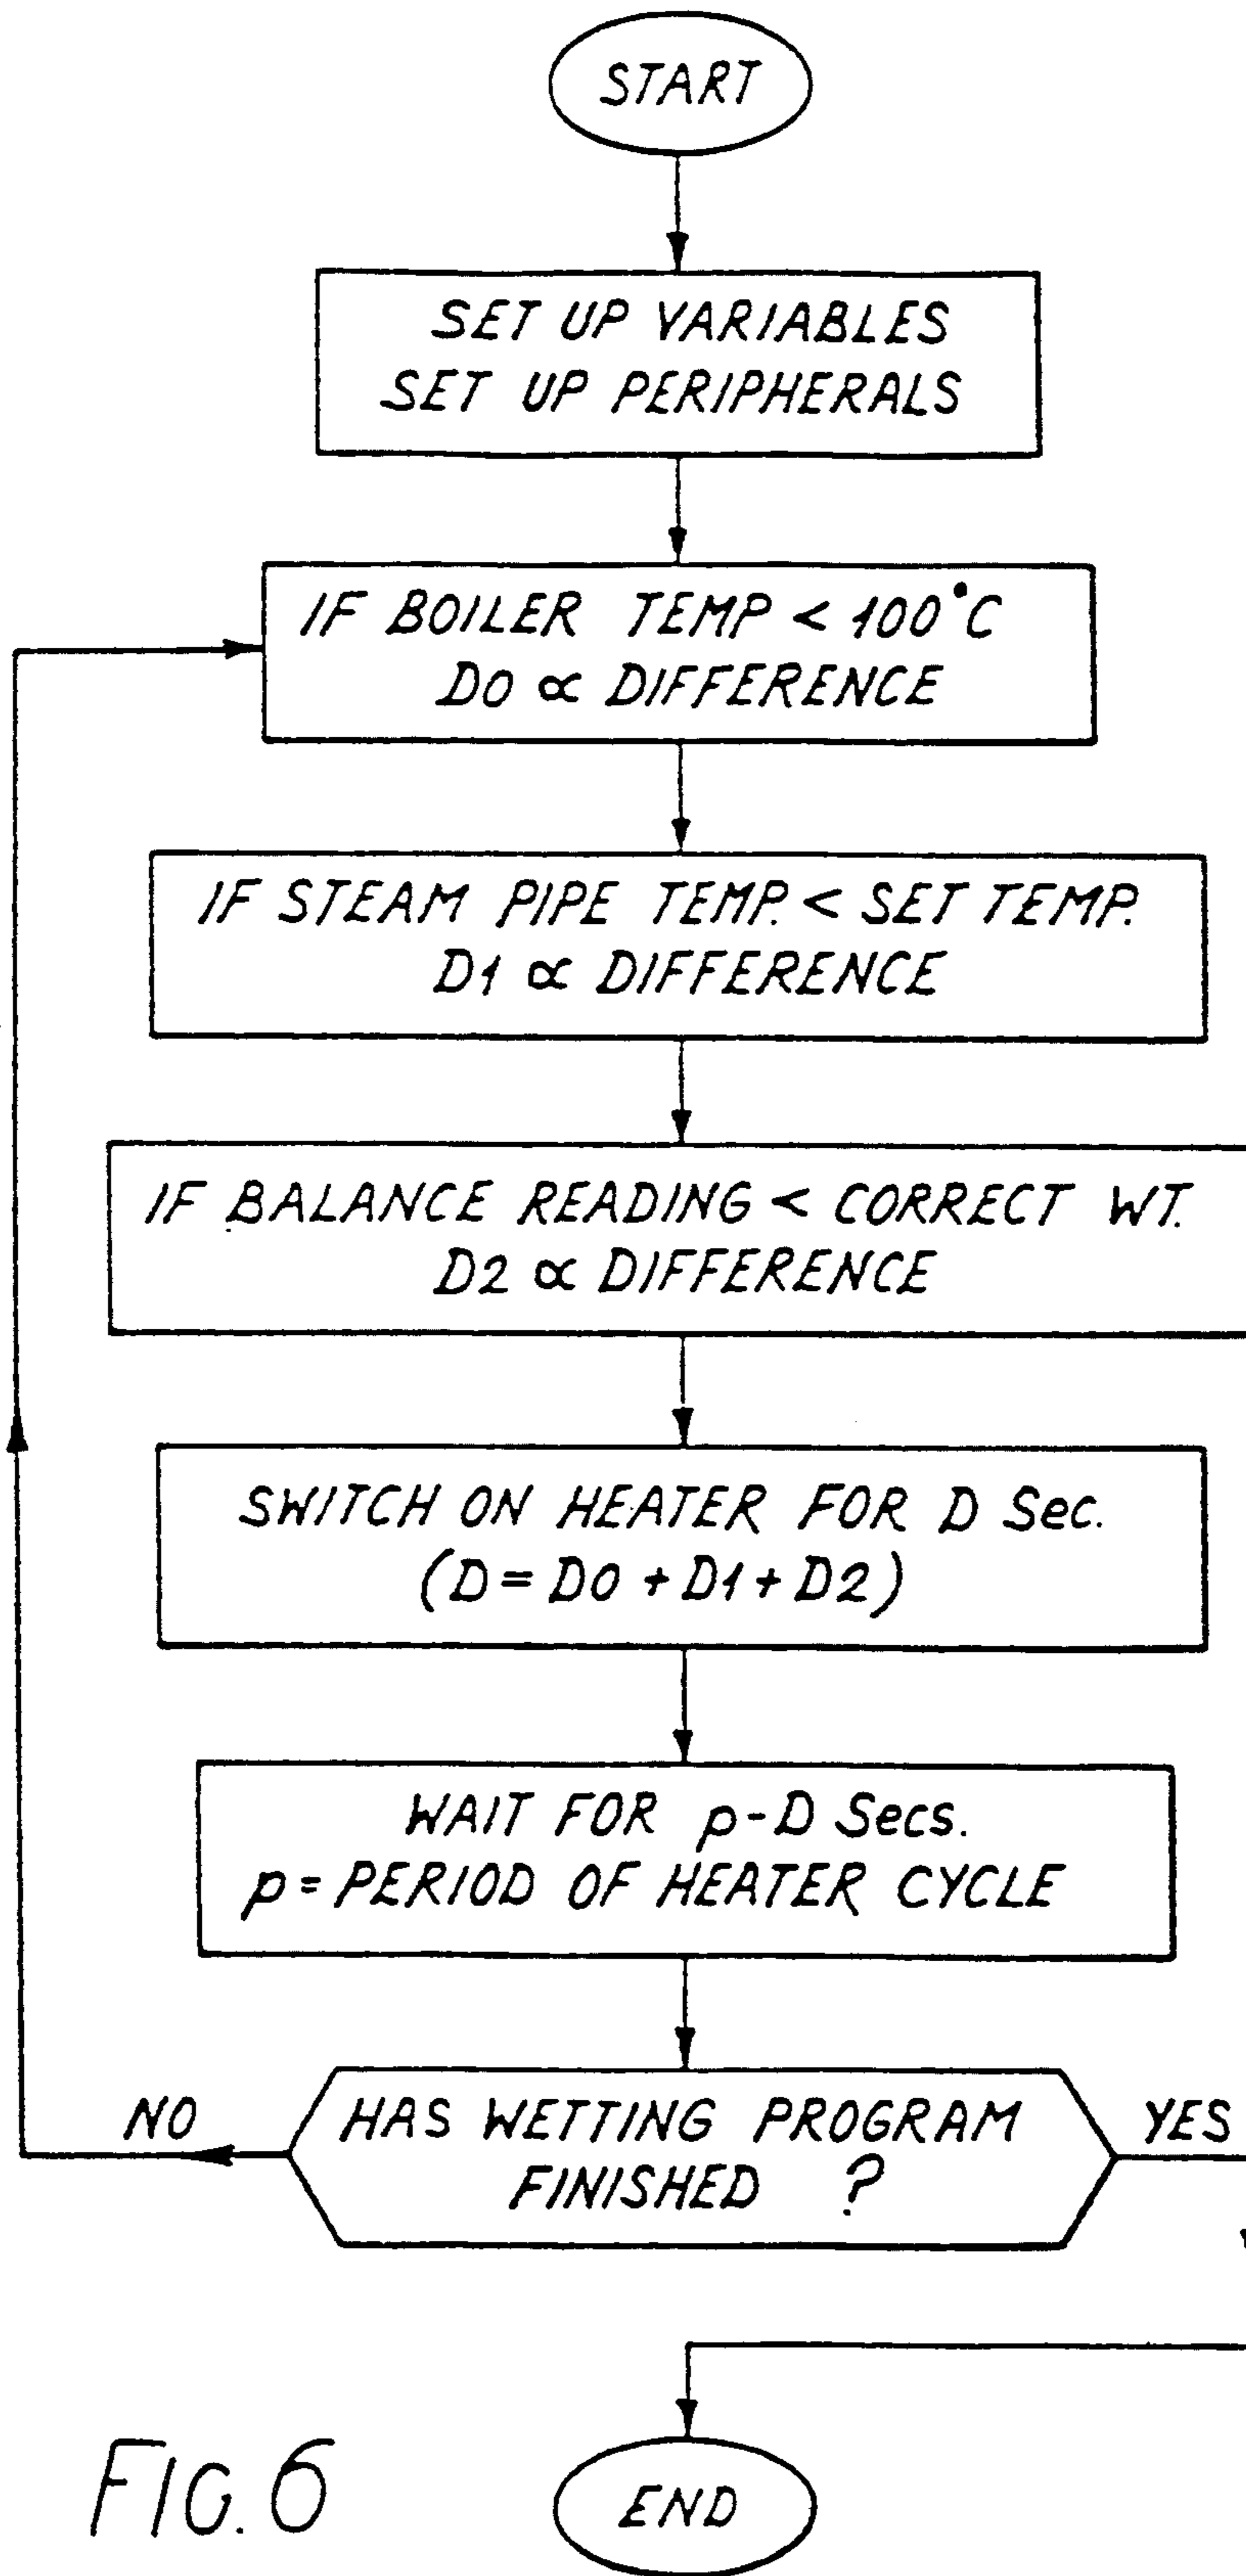 START
SET UP VARIABLES
SET UP PERIPHERALS
IF BOILER TEMP < 100°C
D0 ∝ DIFFERENCE
IF STEAM PIPE TEMP. < SET TEMP.
D1 ∝ DIFFERENCE
IF BALANCE READING < CORRECT WT.
D2 ∝ DIFFERENCE
SWITCH ON HEATER FOR D Sec.
(D = D0 + D1 + D2)
WAIT FOR p-D Secs.
p = PERIOD OF HEATER CYCLE
NO
HAS WETTING PROGRAM
FINISHED ?
YES
END
FIG. 6